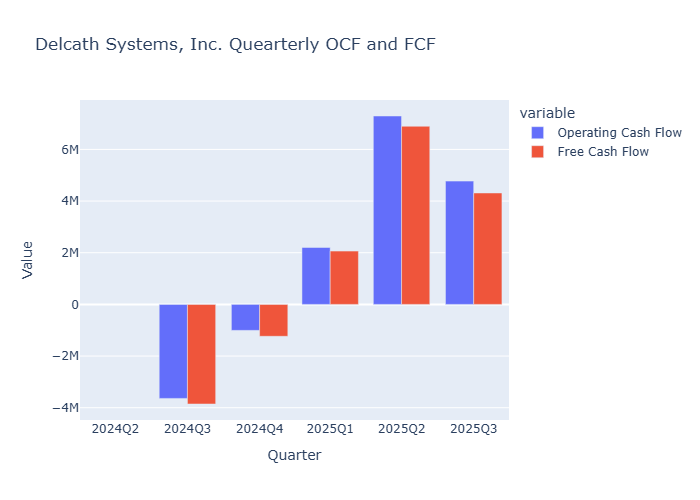 Delcath Systems, Inc. Quearterly OCF and FCF
variable
Operating Cash Flow
Free Cash Flow
6M
4M
2M
0
−2M
−4M
Value
2024Q2 2024Q3 2024Q4 2025Q1 2025Q2 2025Q3
Quarter